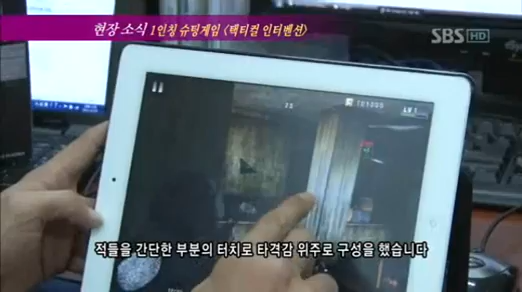 현장 소식 1인칭 슈팅게임 <택티컬 인터벤션>
SBS HD
적들을 간단한 부분의 터치로 타격감 위주로 구성을 했습니다